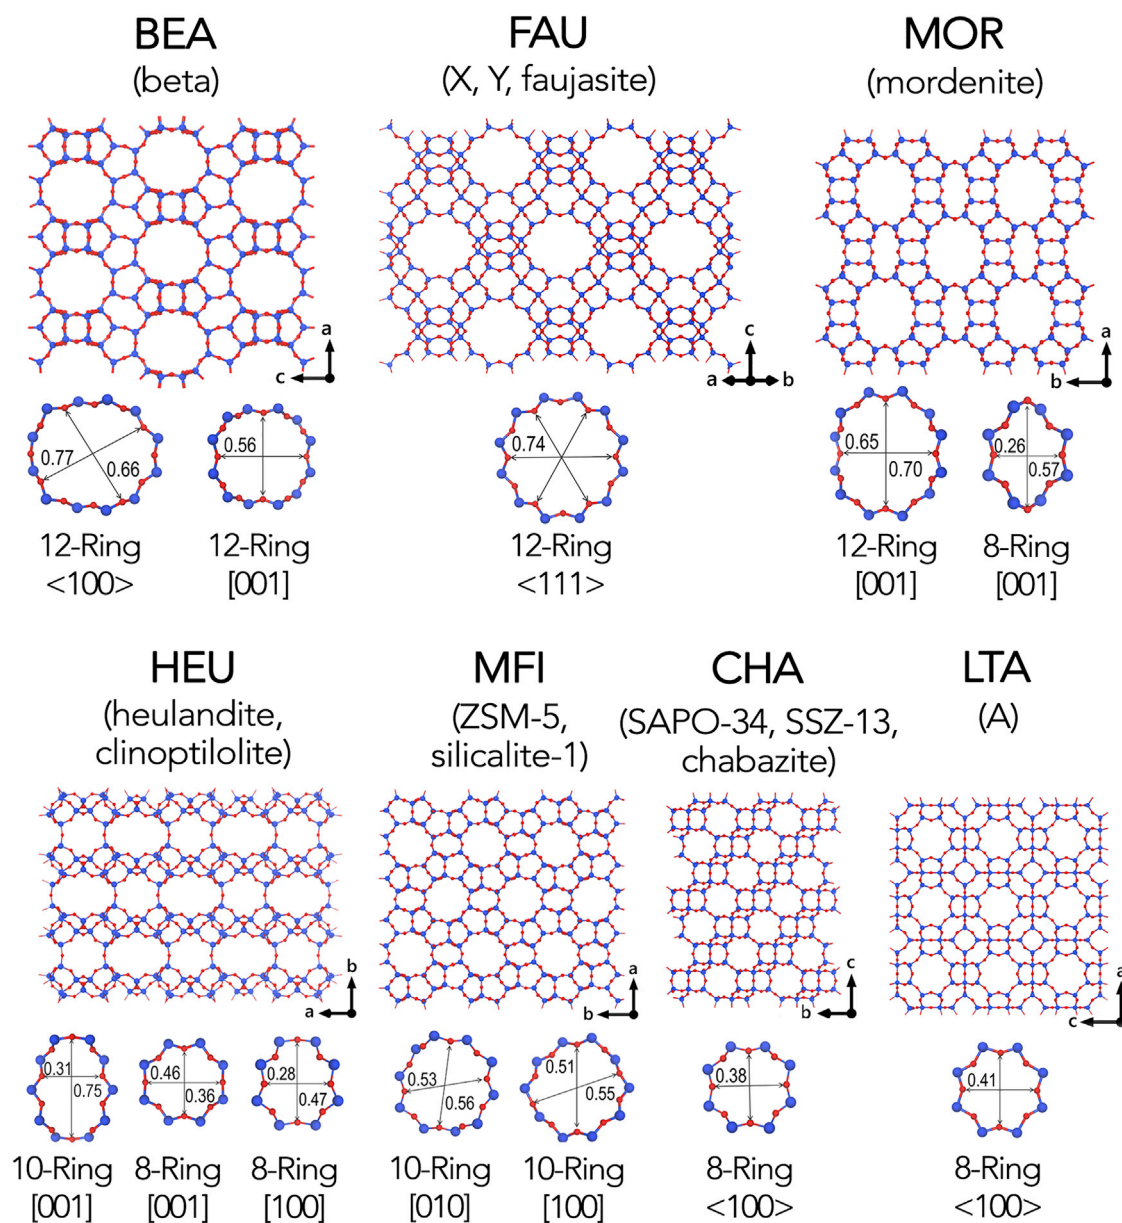 BEA
(beta)
FAU
(X, Y, faujasite)
MOR
(mordenite)
a
c
c
a
b
a
b
0.77
0.66
0.56
0.74
0.65
0.70
0.26
0.57
12-Ring
<100>
12-Ring
[001]
12-Ring
<111>
12-Ring
[001]
8-Ring
[001]
HEU
(heulandite,
clinoptilolite)
MFI
(ZSM-5,
silicalite-1)
CHA
(SAPO-34, SSZ-13,
chabazite)
LTA
(A)
b
a
a
b
c
b
a
c
0.31
0.75
0.46
0.36
0.28
0.47
0.53
0.56
0.51
0.55
0.38
0.41
10-Ring
[001]
8-Ring
[001]
8-Ring
[100]
10-Ring
[010]
10-Ring
[100]
8-Ring
<100>
8-Ring
<100>